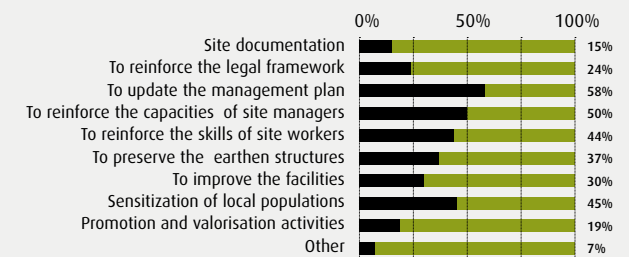 0% 50% 100%
Site documentation 15%
To reinforce the legal framework 24%
To update the management plan 58%
To reinforce the capacities of site managers 50%
To reinforce the skills of site workers 44%
To preserve the earthen structures 37%
To improve the facilities 30%
Sensitization of local populations 45%
Promotion and valorisation activities 19%
Other 7%